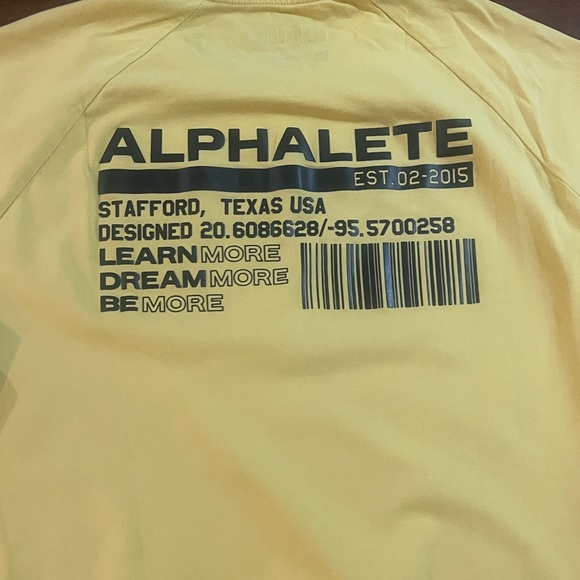 ALPHALETE
EST.02-2015
STAFFORD, TEXAS USA
DESIGNED 20.6086628/-95.5700258
LEARN MORE
DREAM MORE
BE MORE